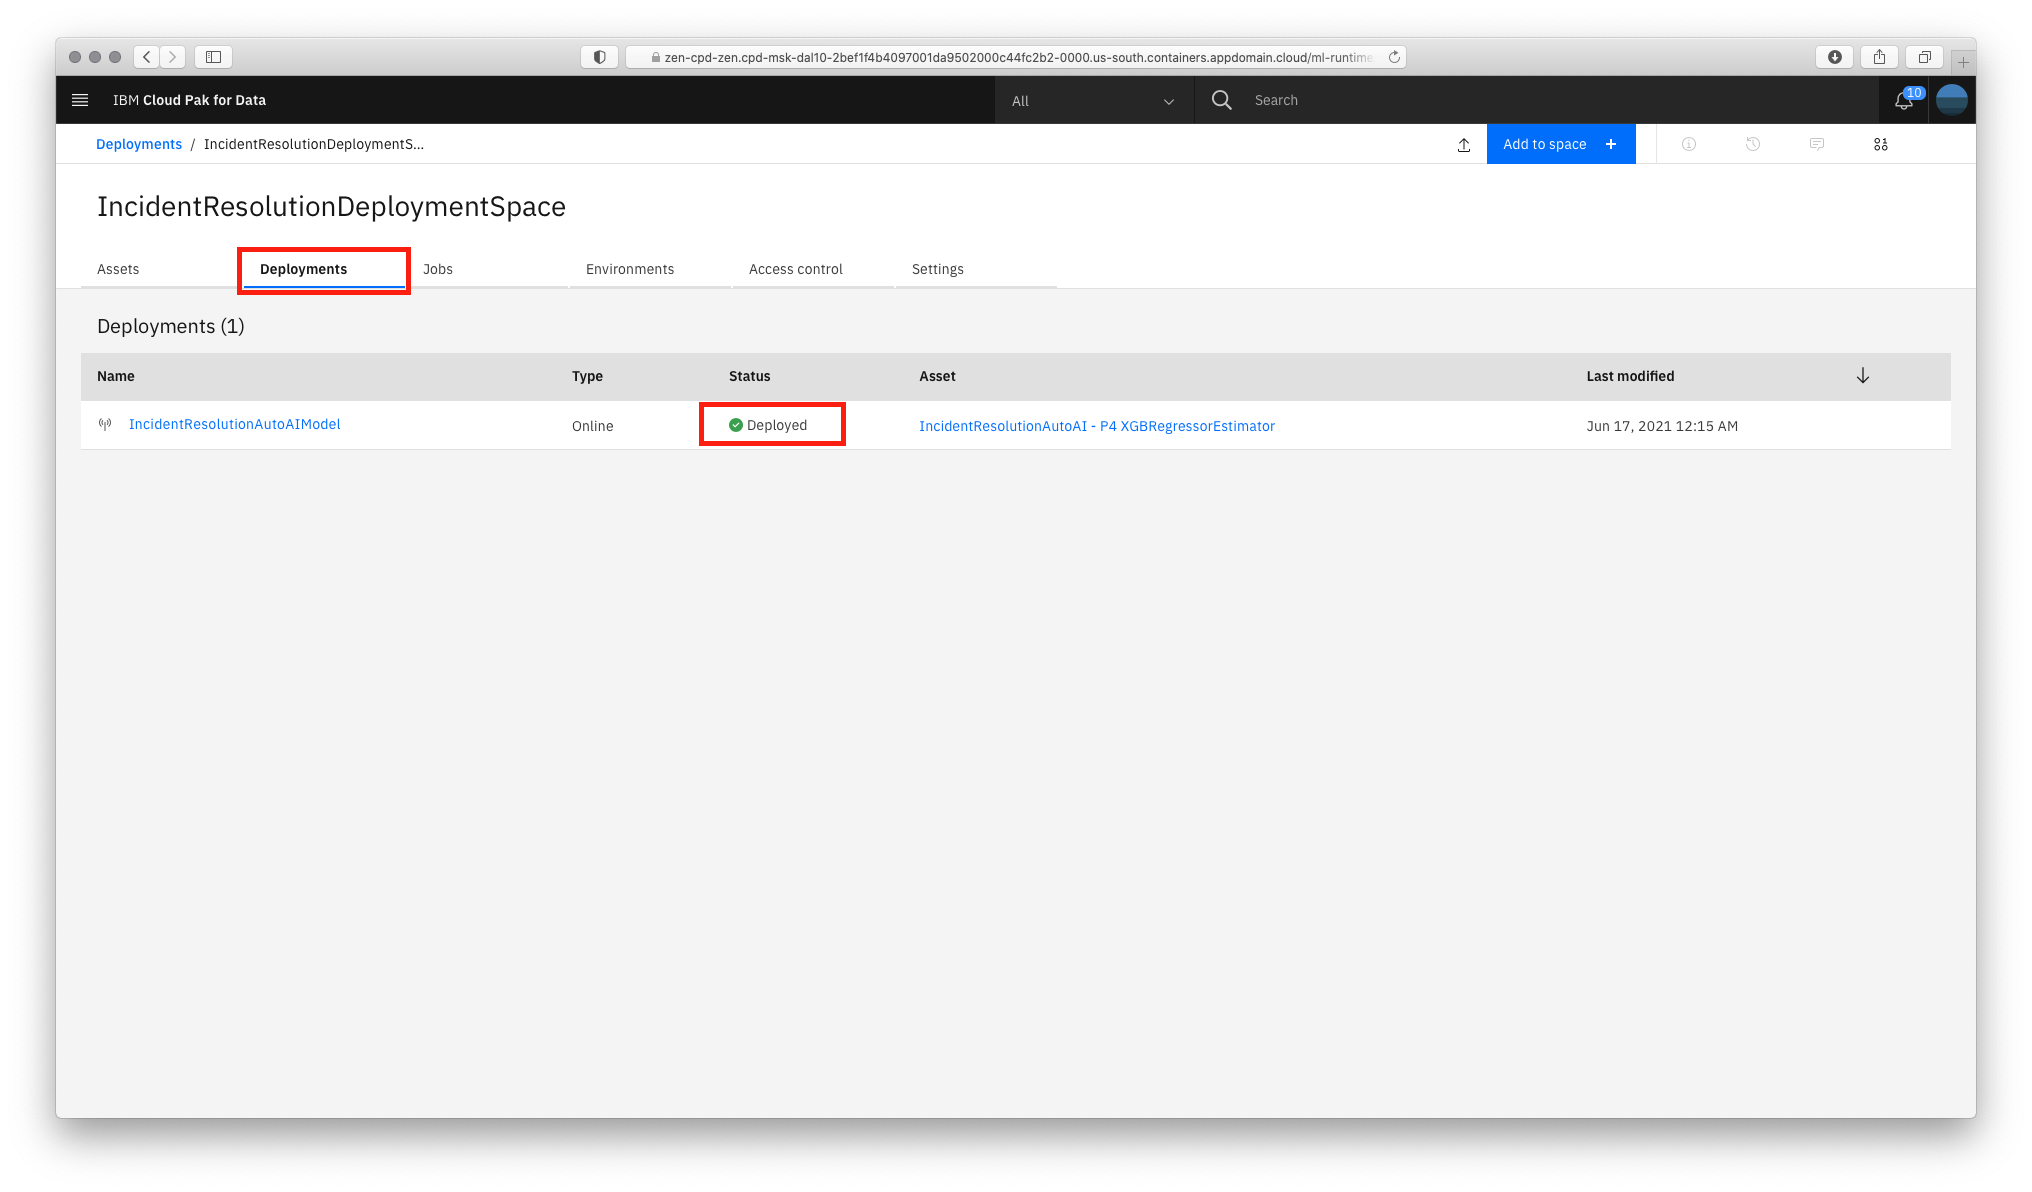 zen-cpd-zen.cpd-msk-dal10-2bef1f4b4097001da9502000c44fc2b2-0000.us-south.containers.appdomain.cloud/ml-runtime
IBM Cloud Pak for Data All Search 10
Deployments / IncidentResolutionDeploymentS... Add to space +
IncidentResolutionDeploymentSpace
Assets Deployments Jobs Environments Access control Settings
Deployments (1)
Name Type Status Asset Last modified
IncidentResolutionAutoAIModel Online Deployed IncidentResolutionAutoAI - P4 XGBRegressorEstimator Jun 17, 2021 12:15 AM